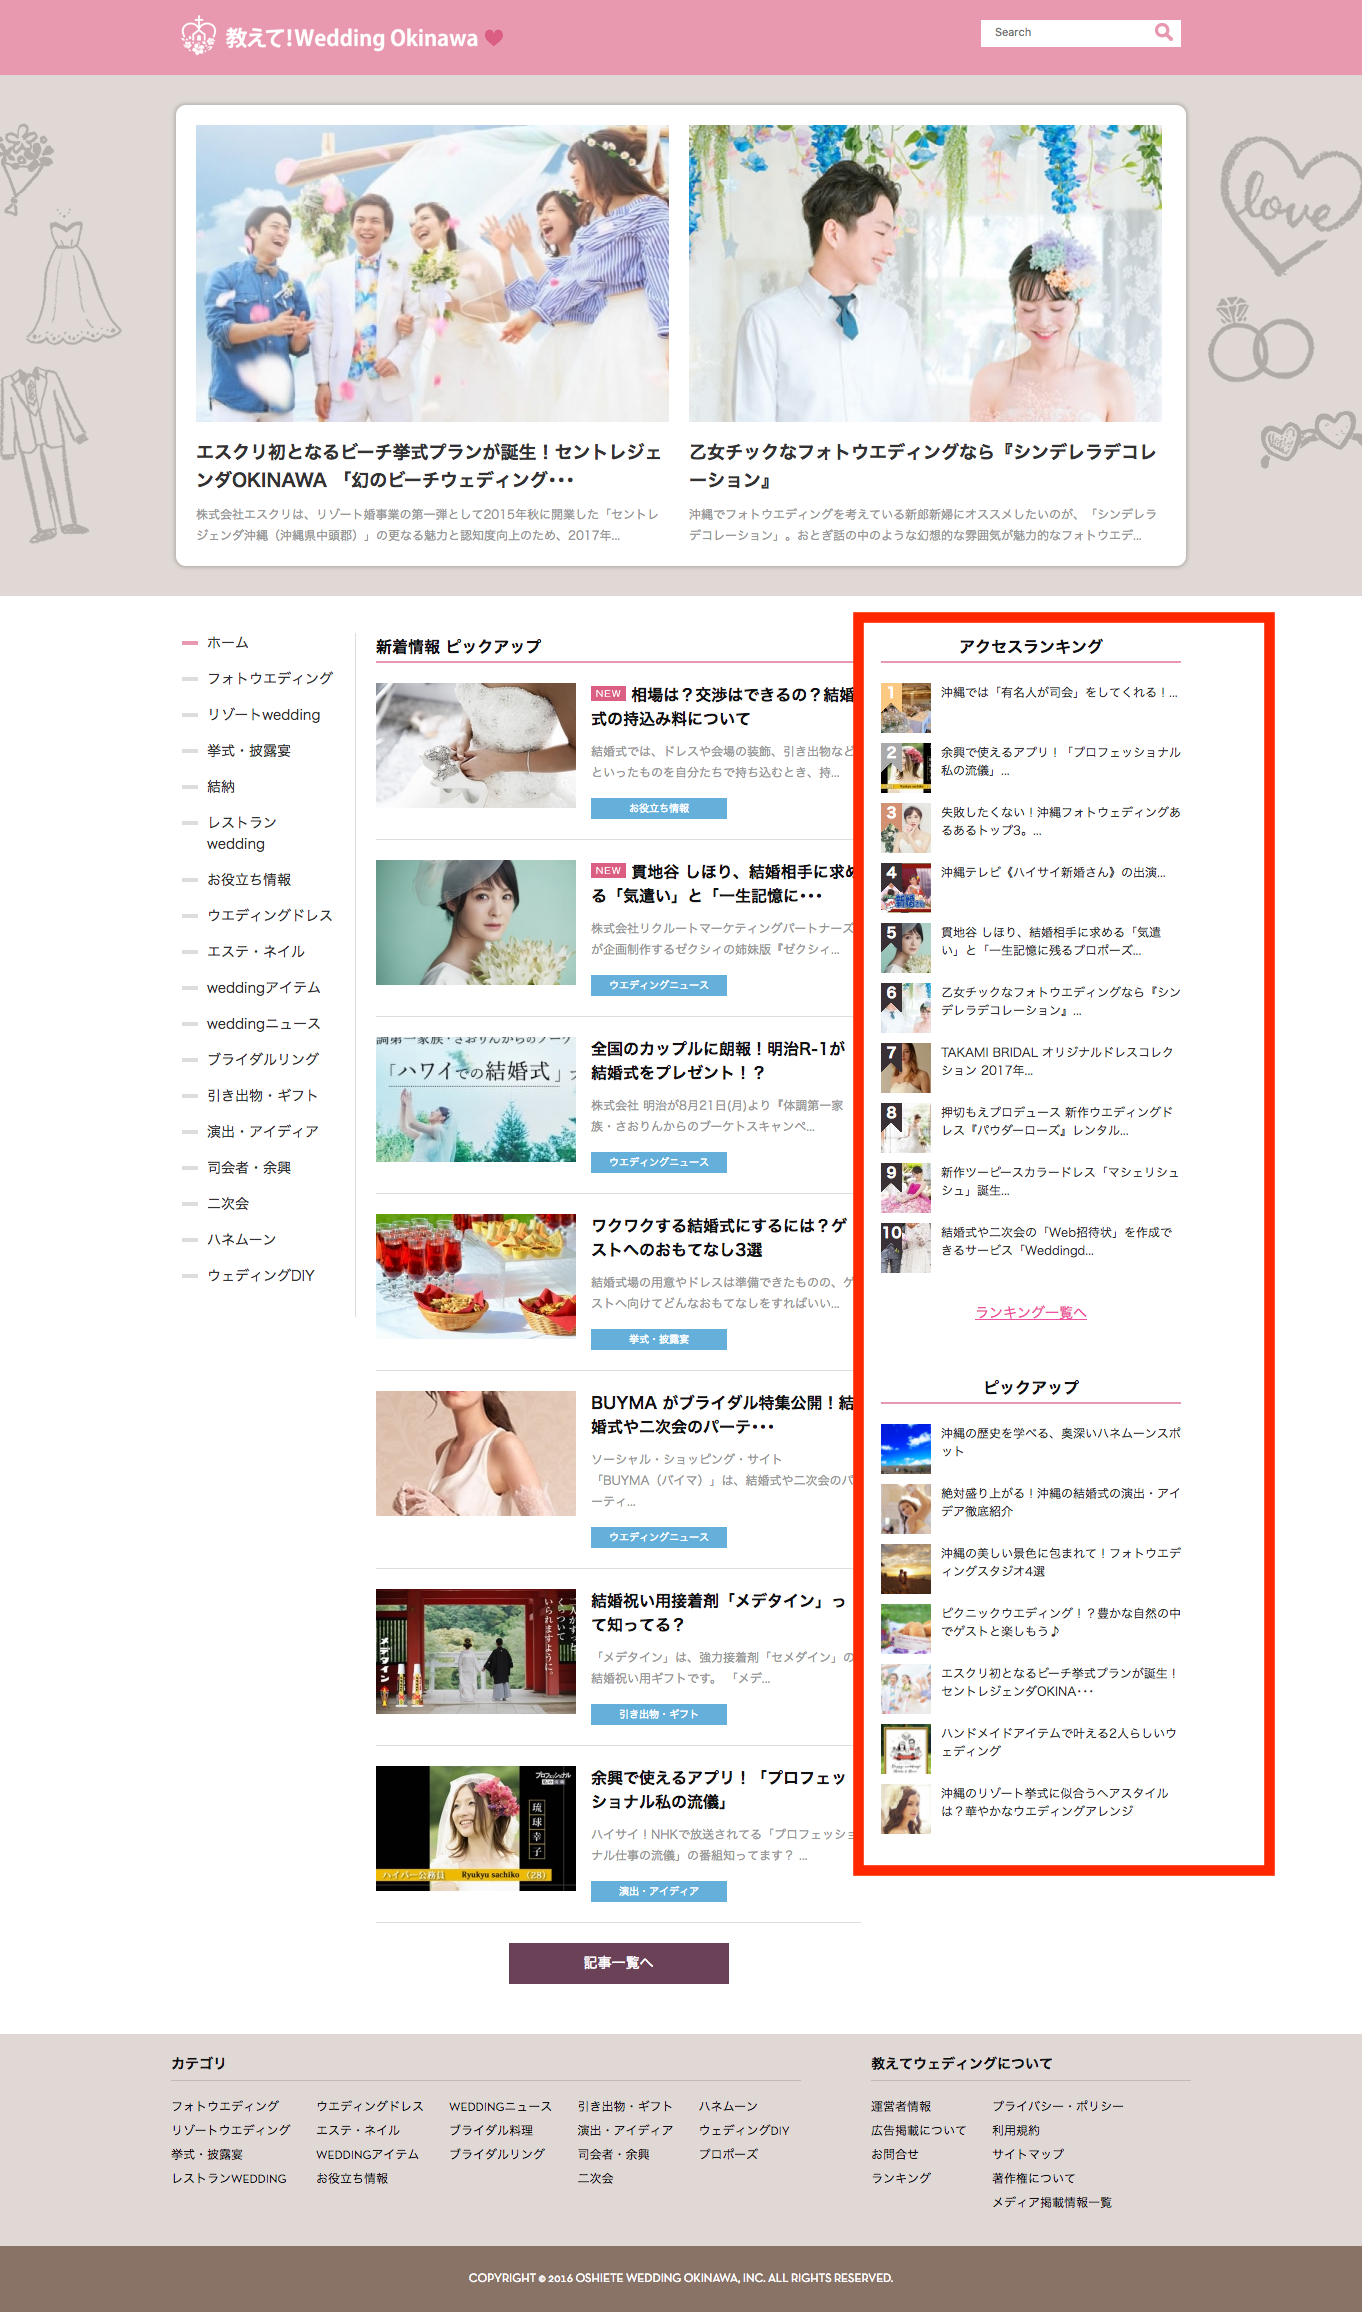 教えて!Wedding Okinawa
Search
love
エスクリ初となるビーチ挙式プランが誕生！セントレジェ
ンダOKINAWA 「幻のビーチウェディング･･･
株式会社エスクリは、リゾート婚事業の第一弾として2015年秋に開業した「セントレ
ジェンダ沖縄（沖縄県中頭郡）」の更なる魅力と認知度向上のため、2017年...
乙女チックなフォトウエディングなら『シンデレラデコレ
ーション』
沖縄でフォトウエディングを考えている新郎新婦にオススメしたいのが、「シンデレラ
デコレーション」。おとぎ話の中のような幻想的な雰囲気が魅力的なフォトウエデ...
ホーム
フォトウエディング
リゾートwedding
挙式・披露宴
結納
レストラン
wedding
お役立ち情報
ウエディングドレス
エステ・ネイル
weddingアイテム
weddingニュース
ブライダルリング
引き出物・ギフト
演出・アイディア
司会者・余興
二次会
ハネムーン
ウェディングDIY
新着情報 ピックアップ
NEW 相場は？交渉はできるの？結婚
式の持込み料について
結婚式では、ドレスや会場の装飾、引き出物など
といったものを自分たちで持ち込むとき、持...
お役立ち情報
NEW 貫地谷 しほり、結婚相手に求め
る「気遣い」と「一生記憶に･･･
株式会社リクルートマーケティングパートナーズ
が企画制作するゼクシィの姉妹版『ゼクシィ...
ウエディングニュース
調第一家族・さおりんからのブーケ
「ハワイでの結婚式」
全国のカップルに朗報！明治R-1が
結婚式をプレゼント！？
株式会社 明治が8月21日(月)より『体調第一家
族・さおりんからのブーケトスキャンペ...
ウエディングニュース
ワクワクする結婚式にするには？ゲ
ストへのおもてなし3選
結婚式場の用意やドレスは準備できたものの、ゲ
ストへ向けてどんなおもてなしをすればいい...
挙式・披露宴
BUYMA がブライダル特集公開！結
婚式や二次会のパーテ･･･
ソーシャル・ショッピング・サイト
「BUYMA（バイマ）」は、結婚式や二次会のパ
ーティ...
ウエディングニュース
二人がずっと
くっついて
いられますように。
メデタイン
結婚祝い用接着剤「メデタイン」っ
て知ってる？
「メデタイン」は、強力接着剤「セメダイン」の
結婚祝い用ギフトです。 「メデ...
引き出物・ギフト
プロフェッショナル
私の流儀
琉球幸子
ハイパー公務員 Ryukyu sachiko （28）
余興で使えるアプリ！「プロフェッ
ショナル私の流儀」
ハイサイ！NHKで放送されてる「プロフェッショ
ナル仕事の流儀」の番組知ってます？ ...
演出・アイディア
記事一覧へ
アクセスランキング
1 沖縄では「有名人が司会」をしてくれる！...
2 余興で使えるアプリ！「プロフェッショナル
私の流儀」...
3 失敗したくない！沖縄フォトウェディングあ
るあるトップ3。...
4 沖縄テレビ《ハイサイ新婚さん》の出演...
5 貫地谷 しほり、結婚相手に求める「気遣
い」と「一生記憶に残るプロポーズ...
6 乙女チックなフォトウエディングなら『シン
デレラデコレーション』...
7 TAKAMI BRIDAL オリジナルドレスコレク
ション 2017年...
8 押切もえプロデュース 新作ウエディングド
レス『パウダーローズ』レンタル...
9 新作ツーピースカラードレス「マシェリシュ
シュ」誕生...
10 結婚式や二次会の「Web招待状」を作成で
きるサービス「Weddingd...
ランキング一覧へ
ピックアップ
沖縄の歴史を学べる、奥深いハネムーンスポ
ット
絶対盛り上がる！沖縄の結婚式の演出・アイ
デア徹底紹介
沖縄の美しい景色に包まれて！フォトウエデ
ィングスタジオ4選
ピクニックウエディング！？豊かな自然の中
でゲストと楽しもう♪
エスクリ初となるビーチ挙式プランが誕生！
セントレジェンダOKINA･･･
ハンドメイドアイテムで叶える2人らしいウ
ェディング
沖縄のリゾート挙式に似合うヘアスタイル
は？華やかなウエディングアレンジ
カテゴリ
フォトウエディング
リゾートウエディング
挙式・披露宴
レストランWEDDING
ウエディングドレス
エステ・ネイル
WEDDINGアイテム
お役立ち情報
WEDDINGニュース
ブライダル料理
ブライダルリング
引き出物・ギフト
演出・アイディア
司会者・余興
二次会
ハネムーン
ウェディングDIY
プロポーズ
教えてウェディングについて
運営者情報
広告掲載について
お問合せ
ランキング
プライバシー・ポリシー
利用規約
サイトマップ
著作権について
メディア掲載情報一覧
COPYRIGHT © 2016 OSHIETE WEDDING OKINAWA, INC. ALL RIGHTS RESERVED.